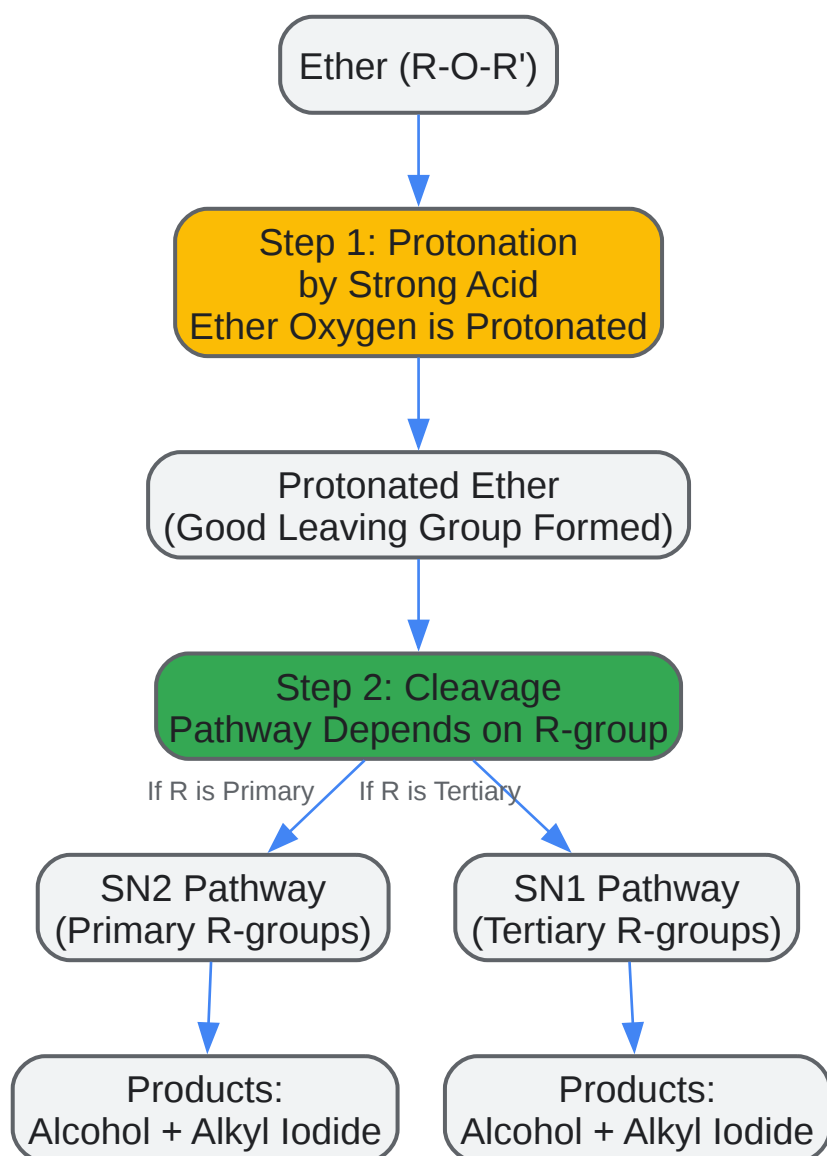 Ether (R-O-R')
Step 1: Protonation
by Strong Acid
Ether Oxygen is Protonated
Protonated Ether
(Good Leaving Group Formed)
Step 2: Cleavage
Pathway Depends on R-group
If R is Primary
If R is Tertiary
SN2 Pathway
(Primary R-groups)
SN1 Pathway
(Tertiary R-groups)
Products:
Alcohol + Alkyl Iodide
Products:
Alcohol + Alkyl Iodide